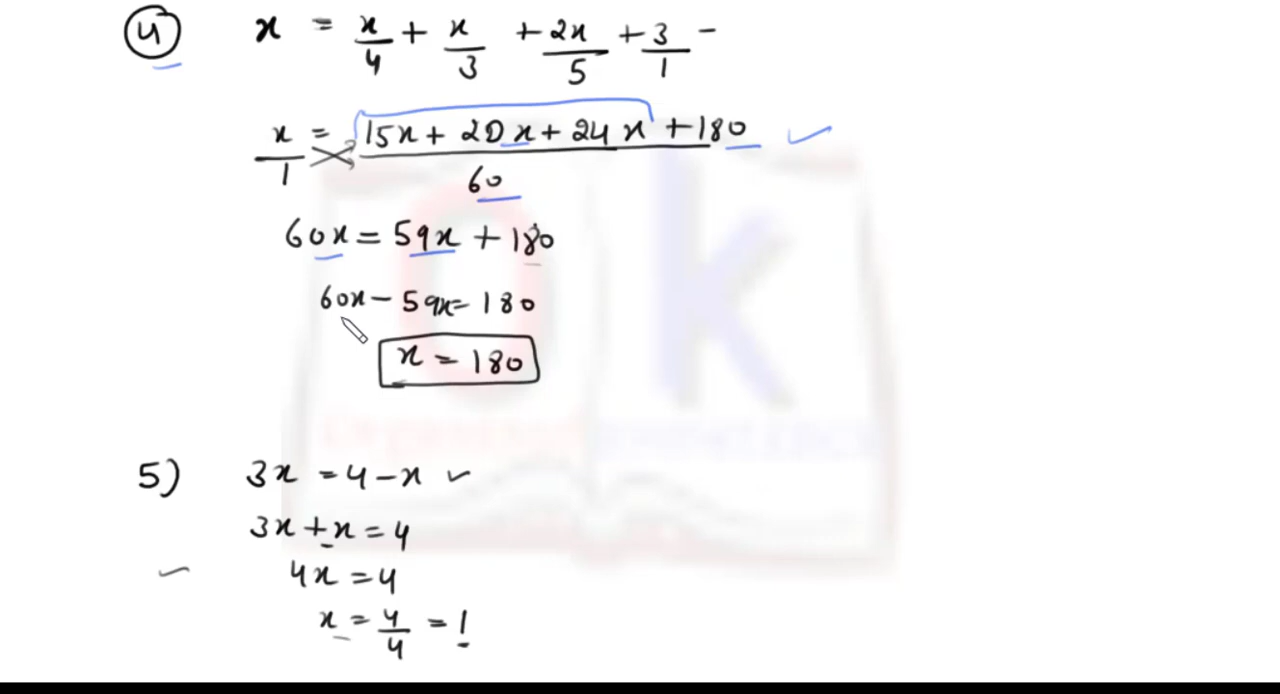 (4) x = x/4 + x/3 + 2x/5 + 3/1 -
x/1 = (15x + 20x + 24x + 180)/60
60x = 59x + 180
60x - 59x = 180
x = 180
5) 3x = 4 - x
3x + x = 4
4x = 4
x = 4/4 = 1
ok